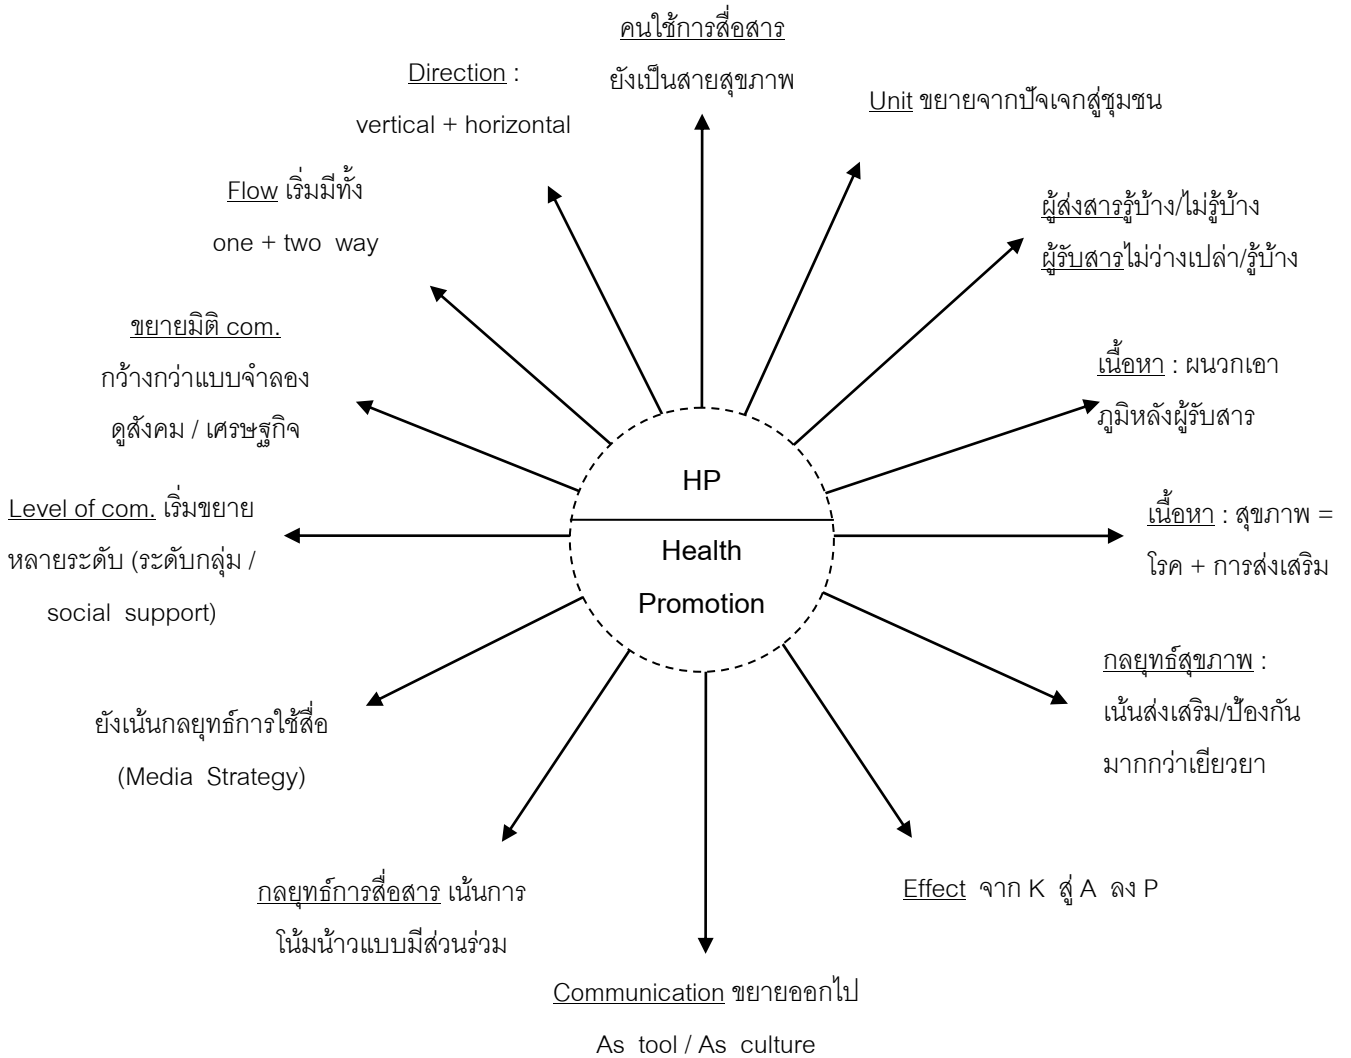 คนใช้การสื่อสาร
ยังเป็นสายสุขภาพ
Unit ขยายจากปัจเจกสู่ชุมชน
ผู้ส่งสารรู้บ้าง/ไม่รู้บ้าง
ผู้รับสารไม่ว่างเปล่า/รู้บ้าง
เนื้อหา : ผนวกเอา
ภูมิหลังผู้รับสาร
เนื้อหา : สุขภาพ =
โรค + การส่งเสริม
กลยุทธ์สุขภาพ :
เน้นส่งเสริม/ป้องกัน
มากกว่าเยียวยา
Effect จาก K สู่ A ลง P
Communication ขยายออกไป
As tool / As culture
กลยุทธ์การสื่อสาร เน้นการ
โน้มน้าวแบบมีส่วนร่วม
ยังเน้นกลยุทธ์การใช้สื่อ
(Media Strategy)
Level of com. เริ่มขยาย
หลายระดับ (ระดับกลุ่ม /
social support)
ขยายมิติ com.
กว้างกว่าแบบจำลอง
ดูสังคม / เศรษฐกิจ
Flow เริ่มมีทั้ง
one + two way
Direction :
vertical + horizontal
HP
Health
Promotion